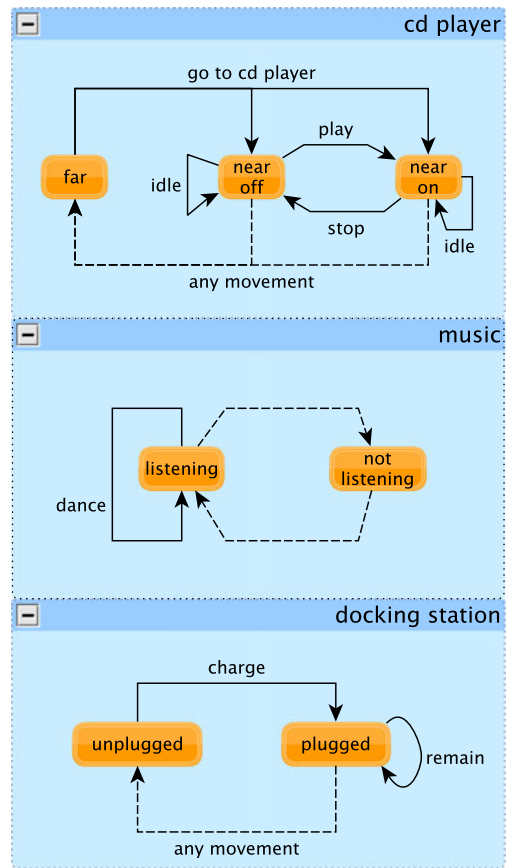 cd player
go to cd player
play
far
near
off
near
on
idle
stop
idle
any movement
music
listening
not
listening
dance
docking station
charge
unplugged
plugged
remain
any movement